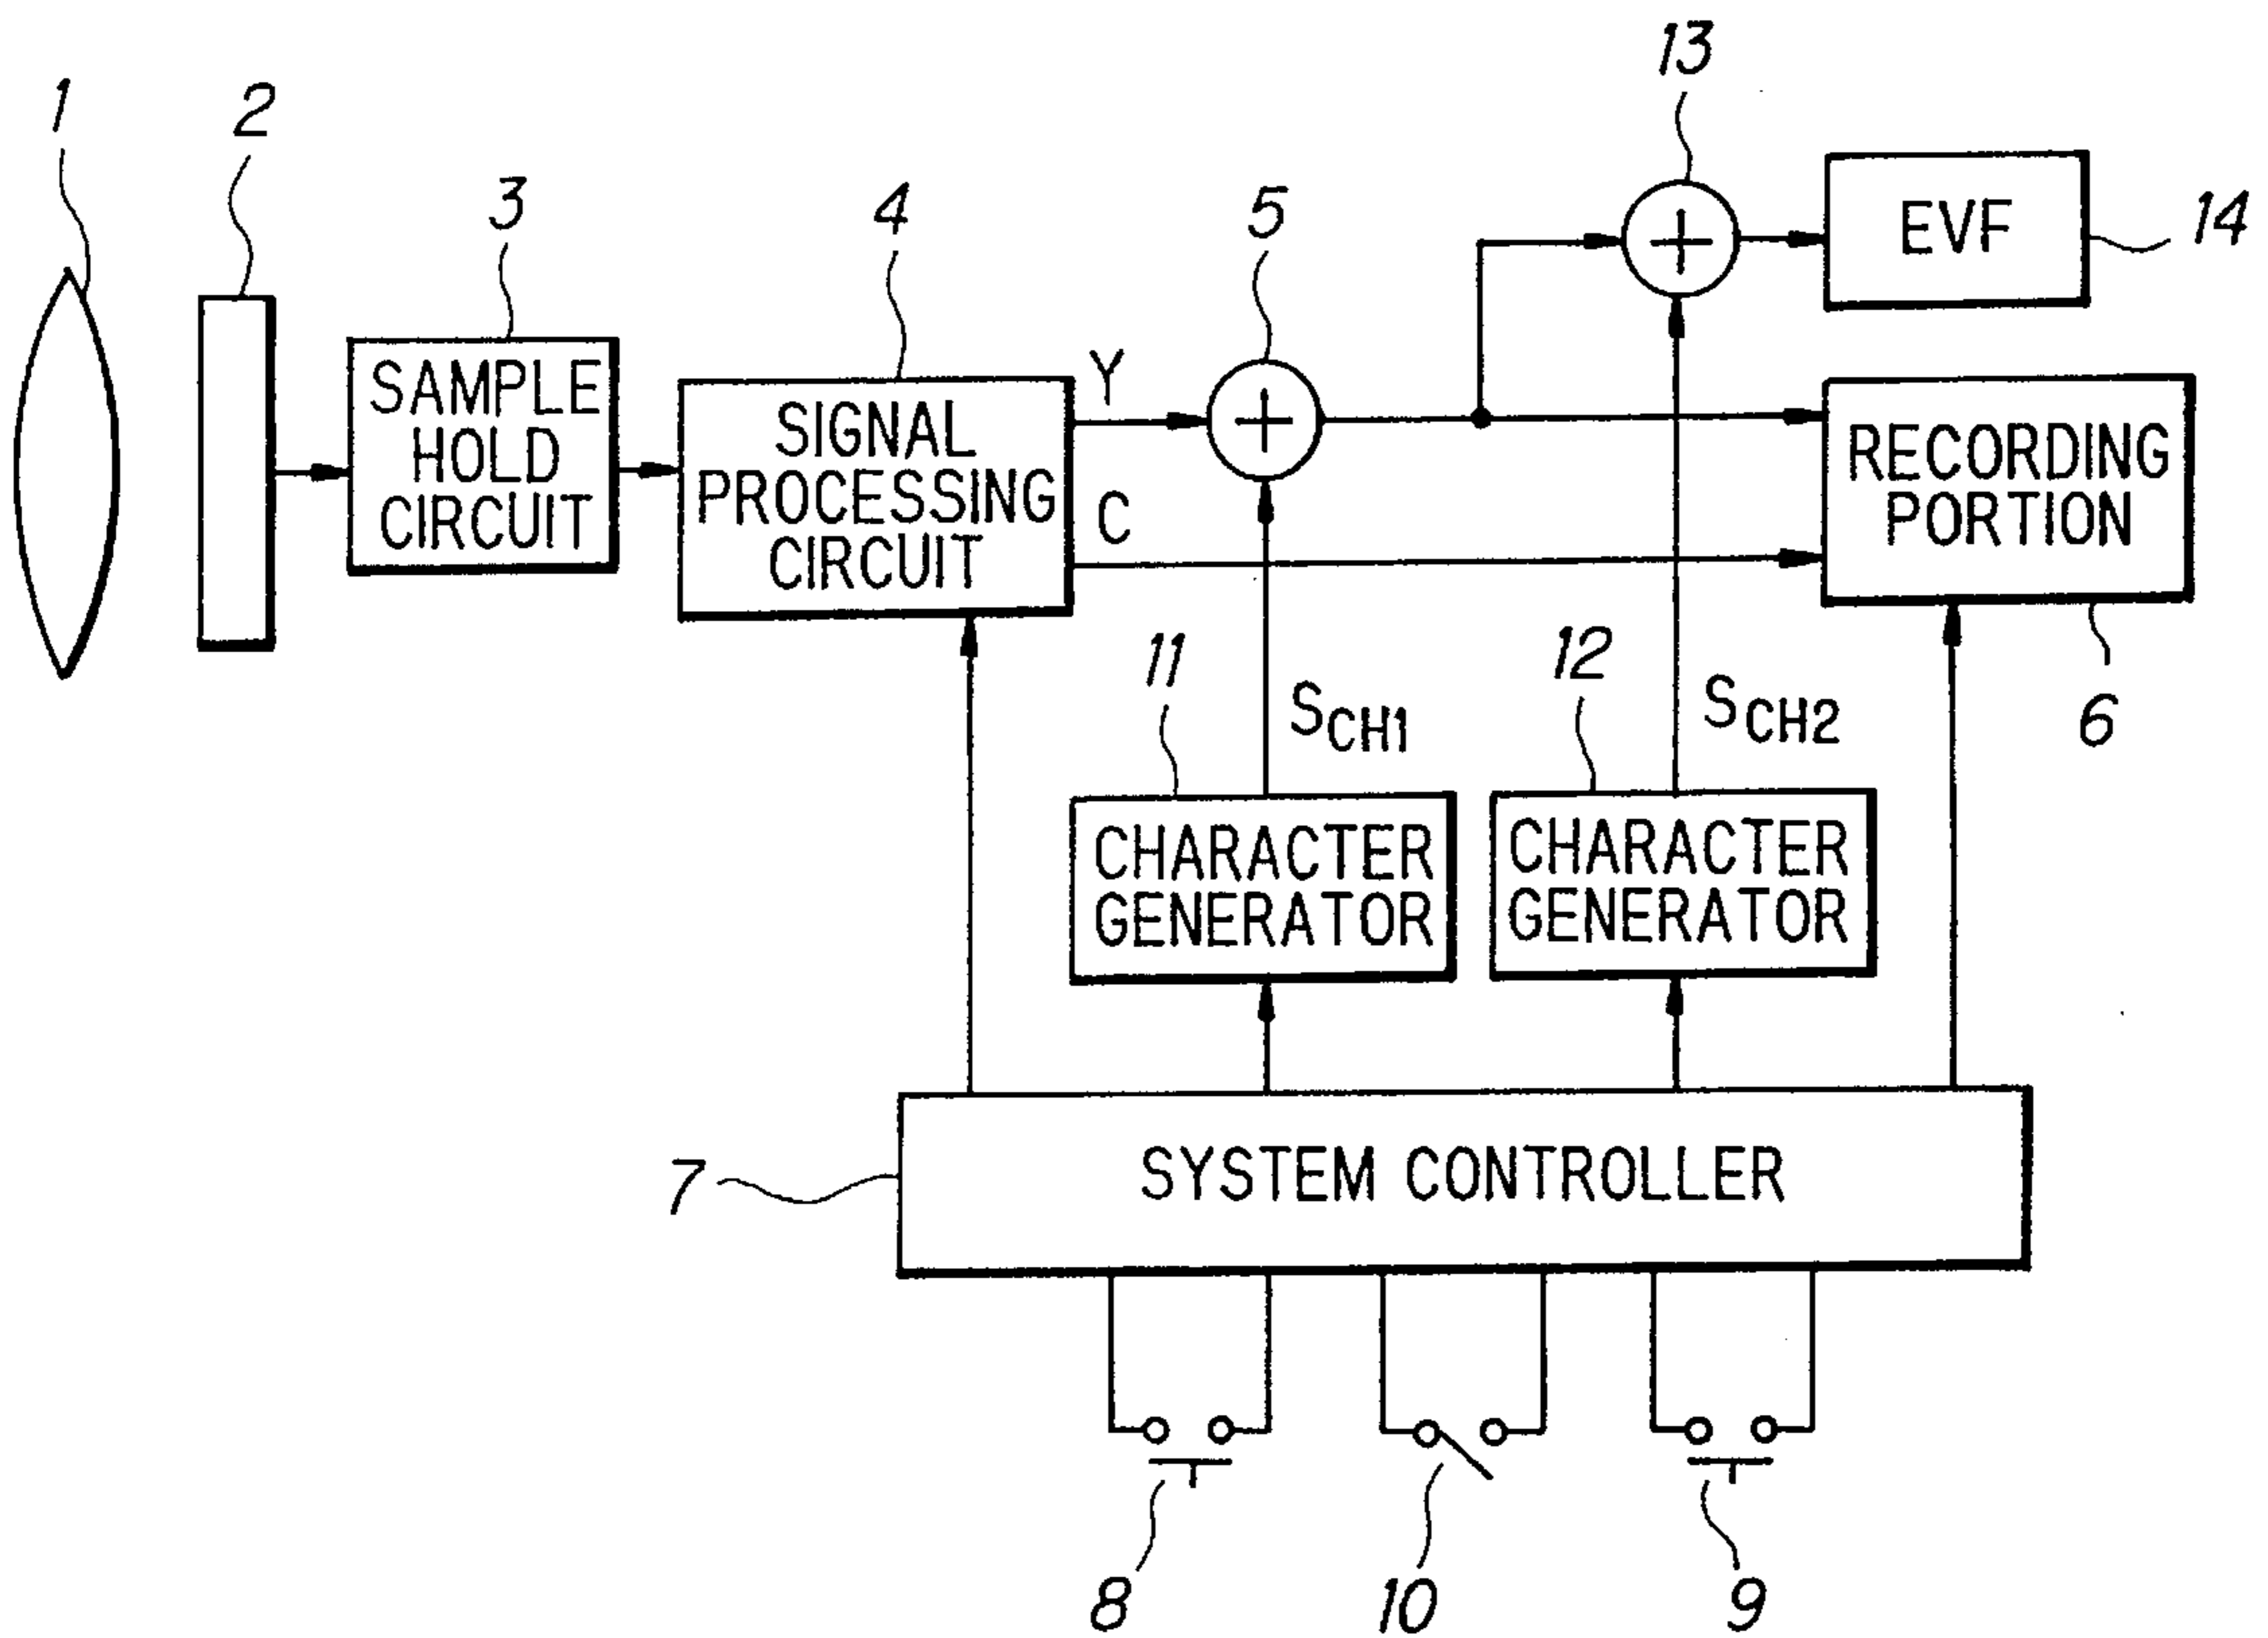 1
2
3
4
5
13
EVF
14
SAMPLE
HOLD
CIRCUIT
SIGNAL
PROCESSING
CIRCUIT
Y
C
RECORDING
PORTION
6
11
SCH1
12
SCH2
CHARACTER
GENERATOR
CHARACTER
GENERATOR
7
SYSTEM CONTROLLER
8
10
9